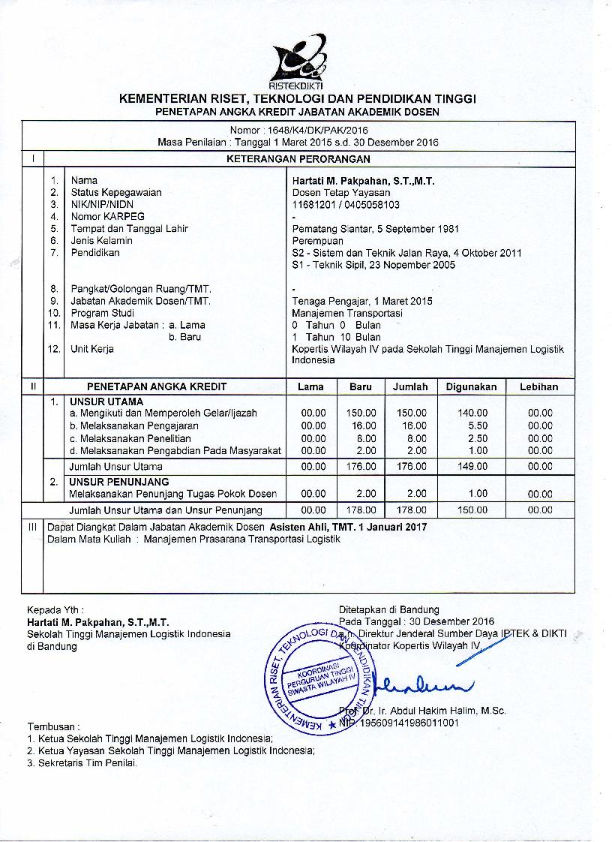 RISTEKDIKTI
KEMENTERIAN RISET, TEKNOLOGI DAN PENDIDIKAN TINGGI
PENETAPAN ANGKA KREDIT JABATAN AKADEMIK DOSEN
Nomor : 1648/K4/DK/PAK/2016
Masa Penilaian : Tanggal 1 Maret 2015 s.d. 30 Desember 2016
I KETERANGAN PERORANGAN
1. Nama Hartati M. Pakpahan, S.T.,M.T.
2. Status Kepegawaian Dosen Tetap Yayasan
3. NIK/NIP/NIDN 11681201 / 0405058103
4. Nomor KARPEG -
5. Tempat dan Tanggal Lahir Pematang Siantar, 5 September 1981
6. Jenis Kelamin Perempuan
7. Pendidikan S2 - Sistem dan Teknik Jalan Raya, 4 Oktober 2011
S1 - Teknik Sipil, 23 Nopember 2005
8. Pangkat/Golongan Ruang/TMT. -
9. Jabatan Akademik Dosen/TMT. Tenaga Pengajar, 1 Maret 2015
10. Program Studi Manajemen Transportasi
11. Masa Kerja Jabatan : a. Lama 0 Tahun 0 Bulan
b. Baru 1 Tahun 10 Bulan
12. Unit Kerja Kopertis Wilayah IV pada Sekolah Tinggi Manajemen Logistik
Indonesia
II PENETAPAN ANGKA KREDIT Lama Baru Jumlah Digunakan Lebihan
1. UNSUR UTAMA
a. Mengikuti dan Memperoleh Gelar/Ijazah 00.00 150.00 150.00 140.00 00.00
b. Melaksanakan Pengajaran 00.00 16.00 16.00 5.50 00.00
c. Melaksanakan Penelitian 00.00 8.00 8.00 2.50 00.00
d. Melaksanakan Pengabdian Pada Masyarakat 00.00 2.00 2.00 1.00 00.00
Jumlah Unsur Utama 00.00 176.00 176.00 149.00 00.00
2. UNSUR PENUNJANG
Melaksanakan Penunjang Tugas Pokok Dosen 00.00 2.00 2.00 1.00 00.00
Jumlah Unsur Utama dan Unsur Penunjang 00.00 178.00 178.00 150.00 00.00
III Dapat Diangkat Dalam Jabatan Akademik Dosen Asisten Ahli, TMT. 1 Januari 2017
Dalam Mata Kuliah : Manajemen Prasarana Transportasi Logistik
Kepada Yth :
Hartati M. Pakpahan, S.T.,M.T.
Sekolah Tinggi Manajemen Logistik Indonesia
di Bandung
Ditetapkan di Bandung
Pada Tanggal : 30 Desember 2016
a.n. Direktur Jenderal Sumber Daya IPTEK & DIKTI
Koordinator Kopertis Wilayah IV
KEMENTERIAN RISET, TEKNOLOGI DAN PENDIDIKAN TINGGI
KOORDINASI
PERGURUAN TINGGI
SWASTA WILAYAH IV
Prof. Dr. Ir. Abdul Hakim Halim, M.Sc.
NIP. 195609141986011001
Tembusan :
1. Ketua Sekolah Tinggi Manajemen Logistik Indonesia;
2. Ketua Yayasan Sekolah Tinggi Manajemen Logistik Indonesia;
3. Sekretaris Tim Penilai.